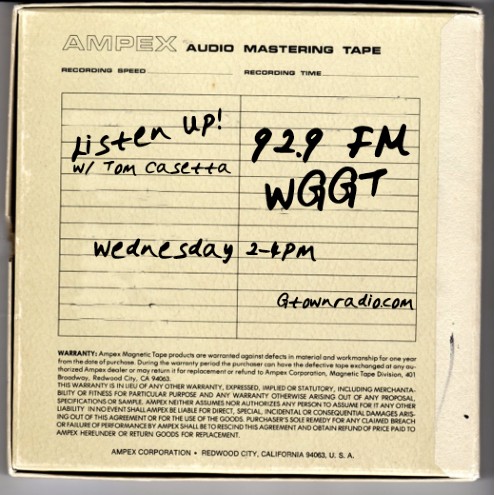 AMPEX AUDIO MASTERING TAPE
RECORDING SPEED RECORDING TIME
Listen UP!
w/ Tom Casetta
92.9 FM
WGGT
Wednesday 2-4PM
Gtownradio.com
WARRANTY: Ampex Magnetic Tape products are warranted against defects in material and workmanship for one year
from the date of purchase. During the warranty period the purchaser can have the defective tape exchanged at any au-
thorized Ampex dealer or may return it for replacement or refund to Ampex Corporation, Magnetic Tape Division, 401
Broadway, Redwood City, CA 94063.
THIS WARRANTY IS IN LIEU OF ANY OTHER WARRANTY, EXPRESSED, IMPLIED OR STATUTORY, INCLUDING MERCHANTA-
BILITY OR FITNESS FOR PARTICULAR PURPOSE AND ANY WARRANTY OTHERWISE ARISING OUT OF ANY PROPOSAL,
SPECIFICATIONS OR SAMPLE. AMPEX NEITHER ASSUMES NOR AUTHORIZES ANY PERSON TO ASSUME FOR IT ANY OTHER
LIABILITY. IN NO EVENT SHALL AMPEX BE LIABLE FOR DIRECT, SPECIAL, INCIDENTAL OR CONSEQUENTIAL DAMAGES ARIS-
ING OUT OF THIS AGREEMENT OR FOR THE USE OF THE GOODS. PURCHASER'S SOLE REMEDY FOR ANY CLAIMED BREACH
OR FAILURE OF PERFORMANCE BY AMPEX SHALL BE TO RESCIND THIS AGREEMENT AND OBTAIN REFUND OF PRICE PAID TO
AMPEX HEREUNDER OR RETURN GOODS FOR REPLACEMENT.
AMPEX CORPORATION • REDWOOD CITY, CALIFORNIA 94063, U. S. A.